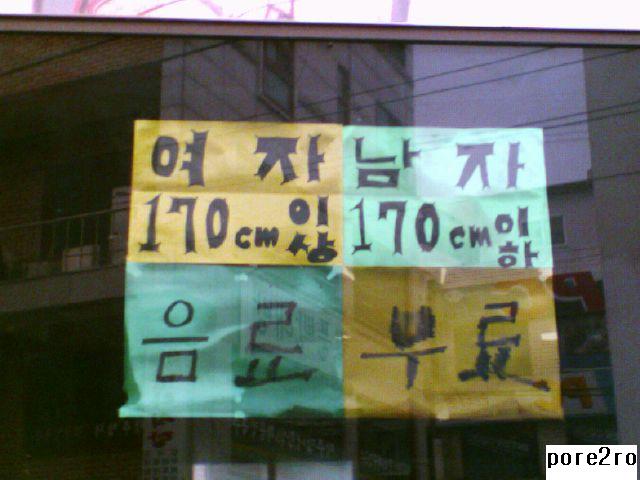 여자 남자
170cm이상 170cm이하
음료 부료
pore2ro